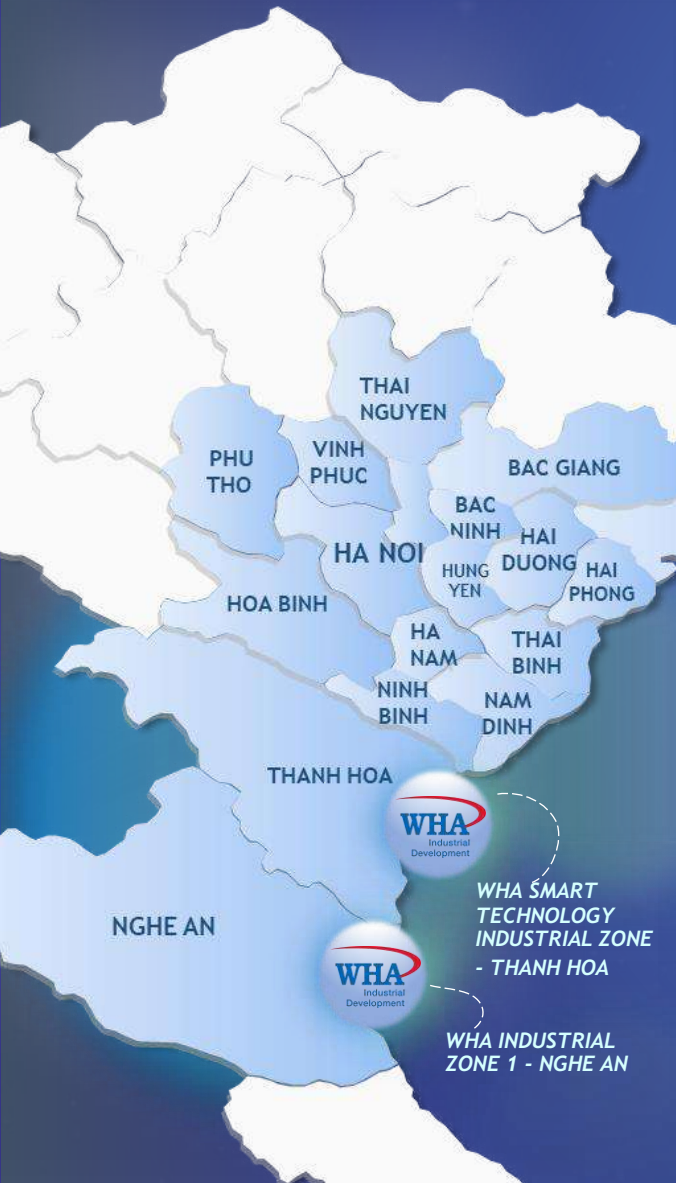 THAI
NGUYEN
VINH
PHUC
PHU
THO
BAC GIANG
BAC
NINH
HAI
DUONG
HA NOI
HUNG
YEN
HAI
PHONG
HOA BINH
HA
NAM
THAI
BINH
NINH
BINH
NAM
DINH
THANH HOA
WHA
Industrial
Development
WHA SMART
TECHNOLOGY
INDUSTRIAL ZONE
- THANH HOA
NGHE AN
WHA
Industrial
Development
WHA INDUSTRIAL
ZONE 1 - NGHE AN